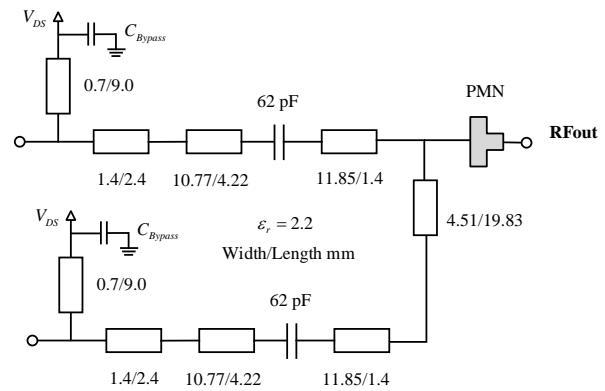 V_DS
C_Bypass
0.7/9.0
62 pF
PMN
RFout
1.4/2.4
10.77/4.22
11.85/1.4
V_DS
C_Bypass
ε_r = 2.2
4.51/19.83
Width/Length mm
0.7/9.0
62 pF
1.4/2.4
10.77/4.22
11.85/1.4